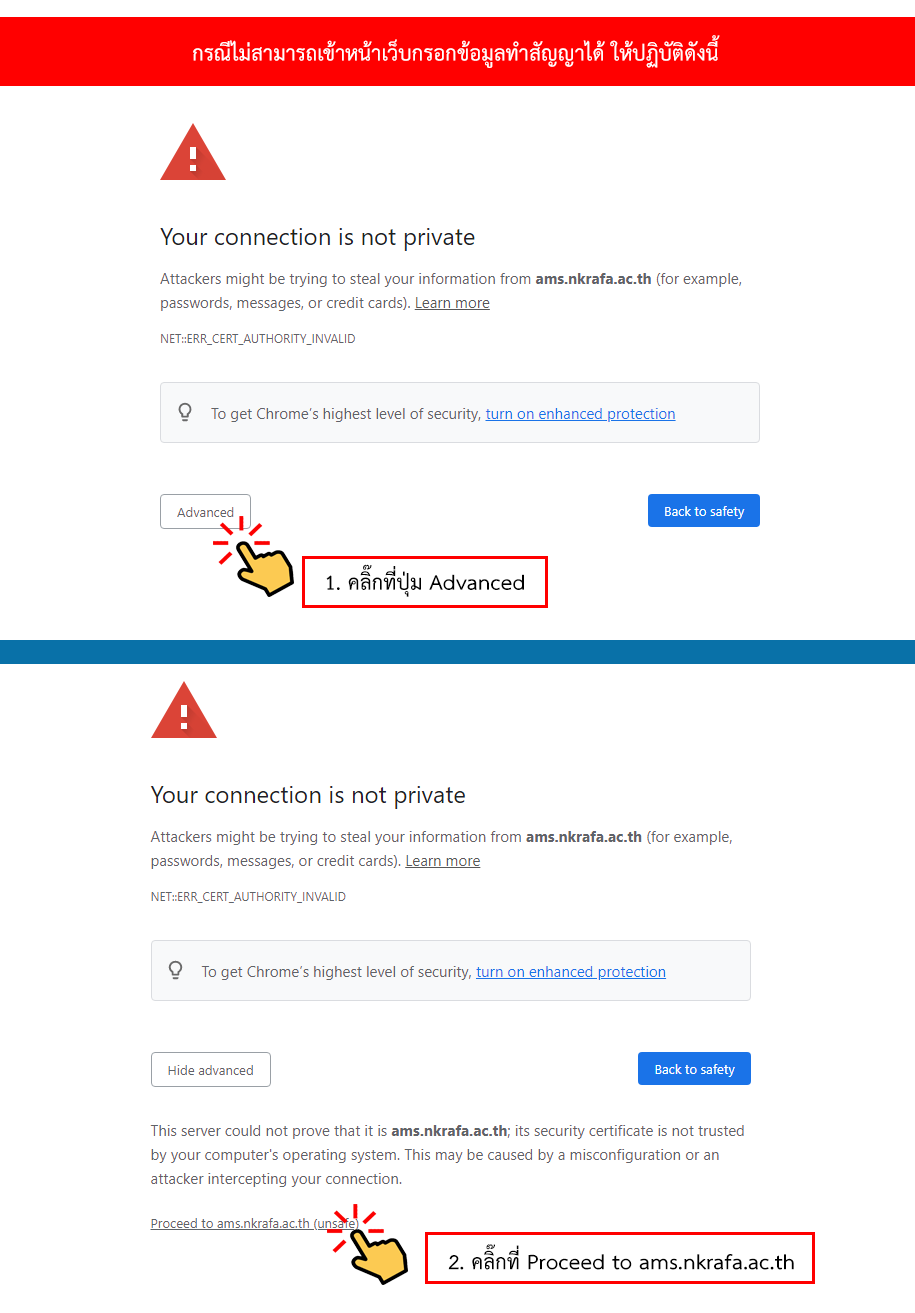 กรณีไม่สามารถเข้าหน้าเว็บกรอกข้อมูลทำสัญญาได้ ให้ปฏิบัติดังนี้
Your connection is not private
Attackers might be trying to steal your information from ams.nkrafa.ac.th (for example,
passwords, messages, or credit cards). Learn more
NET::ERR_CERT_AUTHORITY_INVALID
To get Chrome's highest level of security, turn on enhanced protection
Advanced
Back to safety
1. คลิ๊กที่ปุ่ม Advanced
Your connection is not private
Attackers might be trying to steal your information from ams.nkrafa.ac.th (for example,
passwords, messages, or credit cards). Learn more
NET::ERR_CERT_AUTHORITY_INVALID
To get Chrome's highest level of security, turn on enhanced protection
Hide advanced
Back to safety
This server could not prove that it is ams.nkrafa.ac.th; its security certificate is not trusted
by your computer's operating system. This may be caused by a misconfiguration or an
attacker intercepting your connection.
Proceed to ams.nkrafa.ac.th (unsafe)
2. คลิ๊กที่ Proceed to ams.nkrafa.ac.th